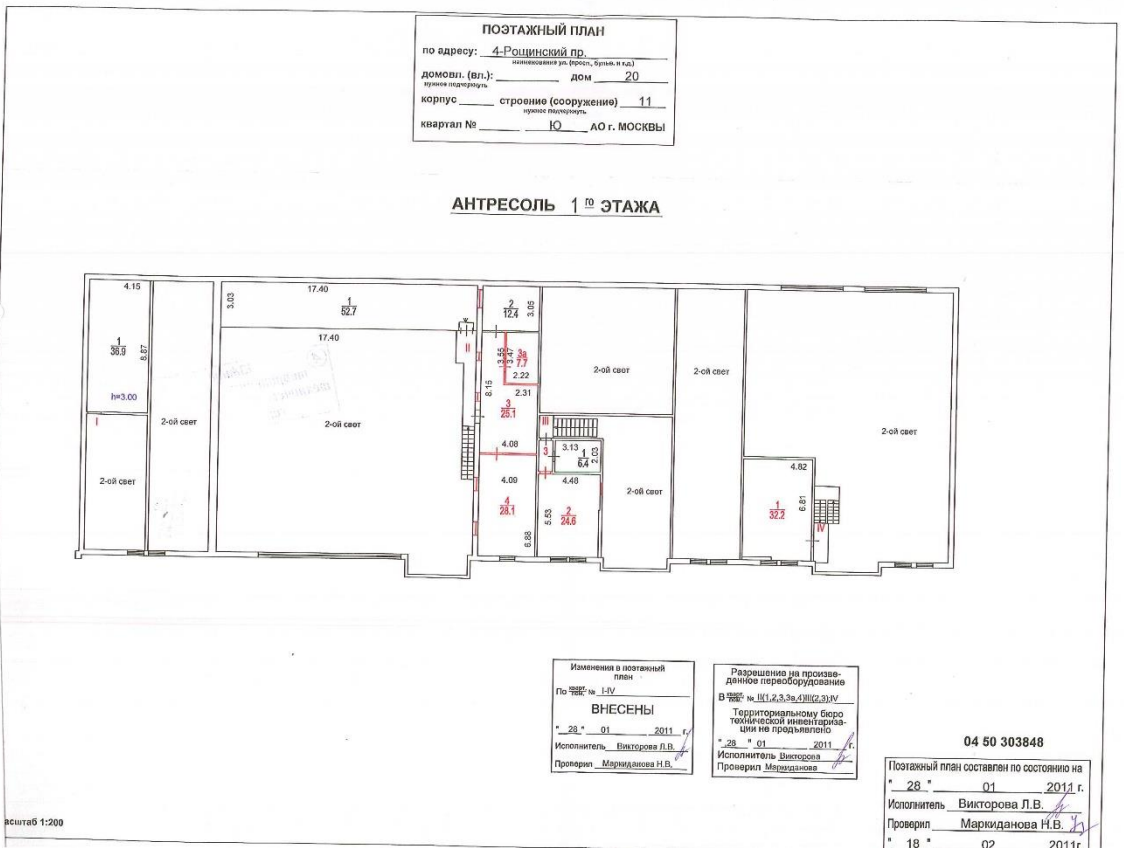 ПОЭТАЖНЫЙ ПЛАН
по адресу: 4-Рощинский пр.
наименование ул. (просп., бульв. и т.д.)
домовл. (вл.): дом 20
нужное подчеркнуть
корпус строение (сооружение) 11
нужное подчеркнуть
квартал № Ю АО г. МОСКВЫ
АНТРЕСОЛЬ 1 го ЭТАЖА
4.15
17.40
3.03
1
52.7
2
12.4
3.05
1
36.9
8.87
17.40
II
3.55
3.47
3а
7.7
2.22
2-ой свет
2-ой свет
h=3.00
8.15
2.31
3
25.1
I
2-ой свет
2-ой свет
III
2-ой свет
4.08
3
3.13
1
6.4
2.03
4.82
2-ой свет
4.09
4.48
2-ой свет
1
32.2
6.81
4
28.1
5.53
2
24.6
6.88
IV
Изменения в поэтажный
план
По кварт. пом. № I-IV
ВНЕСЕНЫ
" 28 " 01 2011 г.
Исполнитель Викторова Л.В.
Проверил Маркиданова Н.В.
Разрешение на произве-
данное переоборудование
В кварт. пом. № II(1,2,3,3а,4)III(2,3);IV
Территориальному бюро
технической инвентариза-
ции не предъявлено
" 28 " 01 2011 г.
Исполнитель Викторова
Проверил Маркиданова
04 50 303848
Поэтажный план составлен по состоянию на
" 28 " 01 2011 г.
Исполнитель Викторова Л.В.
Проверил Маркиданова Н.В.
" 18 " 02 2011г
асштаб 1:200